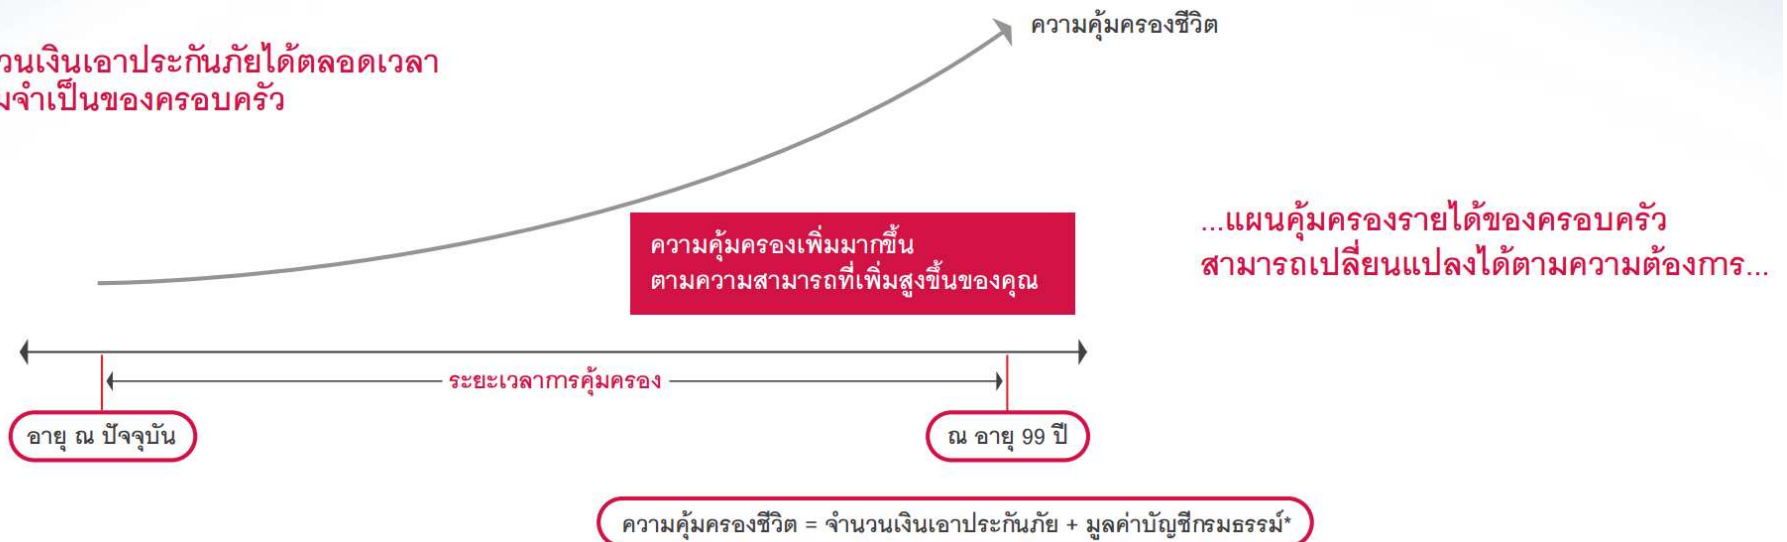 ความคุ้มครองชีวิต
วนเงินเอาประกันภัยได้ตลอดเวลา
มจำเป็นของครอบครัว
ความคุ้มครองเพิ่มมากขึ้น
ตามความสามารถที่เพิ่มสูงขึ้นของคุณ
...แผนคุ้มครองรายได้ของครอบครัว
สามารถเปลี่ยนแปลงได้ตามความต้องการ...
ระยะเวลาการคุ้มครอง
อายุ ณ ปัจจุบัน
ณ อายุ 99 ปี
ความคุ้มครองชีวิต = จำนวนเงินเอาประกันภัย + มูลค่าบัญชีกรมธรรม์*